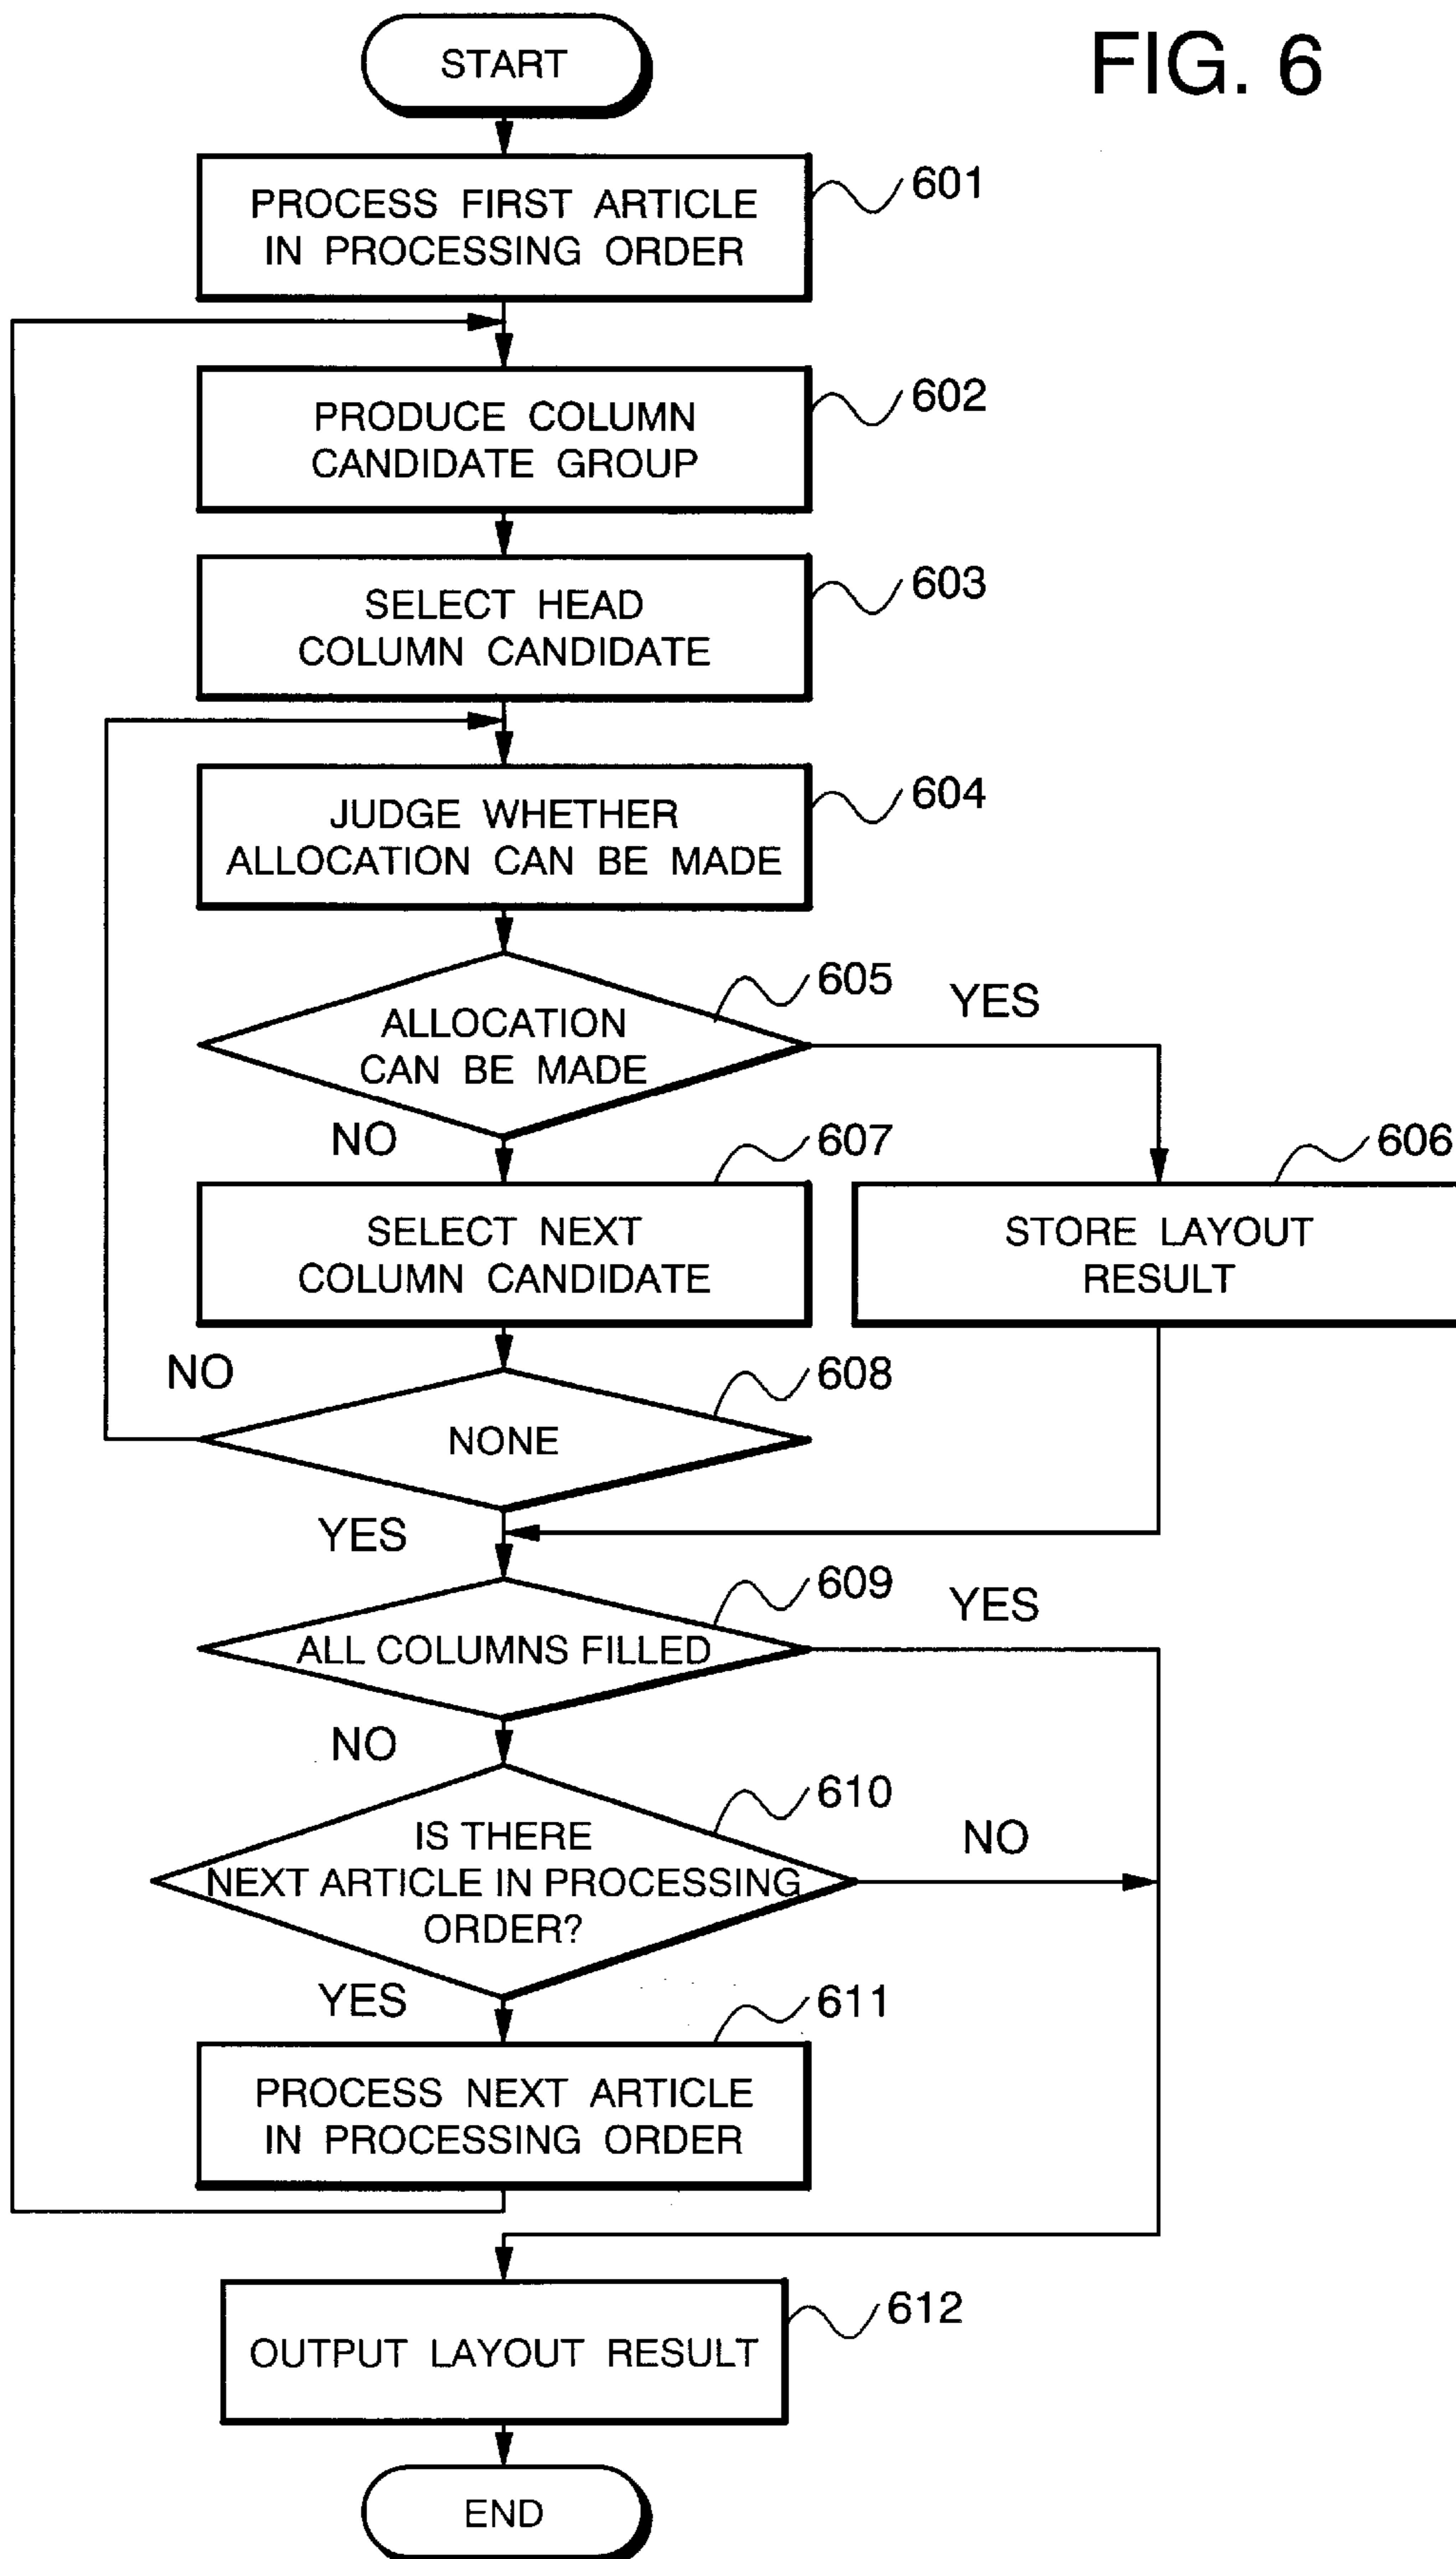 FIG. 6
START
PROCESS FIRST ARTICLE
IN PROCESSING ORDER
601
PRODUCE COLUMN
CANDIDATE GROUP
602
SELECT HEAD
COLUMN CANDIDATE
603
JUDGE WHETHER
ALLOCATION CAN BE MADE
604
ALLOCATION
CAN BE MADE
605
YES
NO
607
606
SELECT NEXT
COLUMN CANDIDATE
STORE LAYOUT
RESULT
NO
608
NONE
YES
609
YES
ALL COLUMNS FILLED
NO
610
IS THERE
NEXT ARTICLE IN PROCESSING
ORDER?
NO
YES
611
PROCESS NEXT ARTICLE
IN PROCESSING ORDER
612
OUTPUT LAYOUT RESULT
END